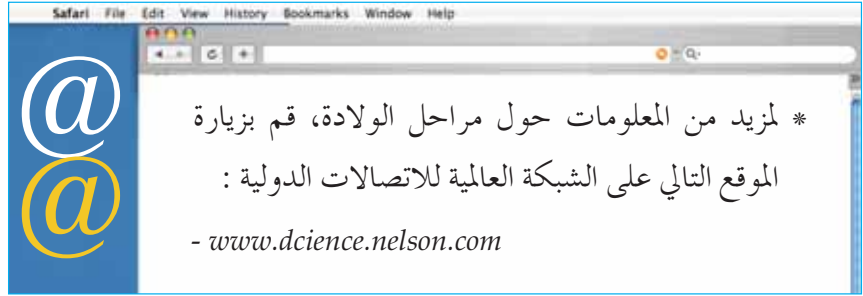 Safari File Edit View History Bookmarks Window Help
@
@
* لمزيد من المعلومات حول مراحل الولادة، قم بزيارة
الموقع التالي على الشبكة العالمية للاتصالات الدولية :
- www.dcience.nelson.com